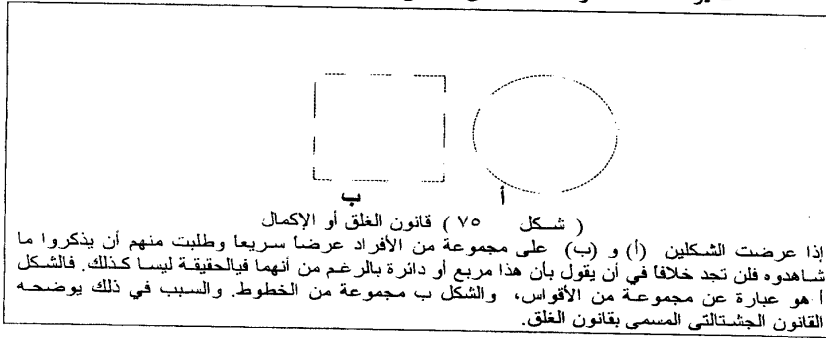 أ
ب
( شكل ٧٥ ) قانون الغلق أو الإكمال
إذا عرضت الشكلين (أ) و (ب) على مجموعة من الأفراد عرضا سريعا وطلبت منهم أن يذكروا ما
شاهدوه فلن تجد خلافا في أن يقول بأن هذا مربع أو دائرة بالرغم من أنهما فيالحقيقة ليسا كذلك. فالشكل
أ هو عبارة عن مجموعة من الأقواس، والشكل ب مجموعة من الخطوط. والسبب في ذلك يوضحه
القانون الجشتالتى المسمى بقانون الغلق.